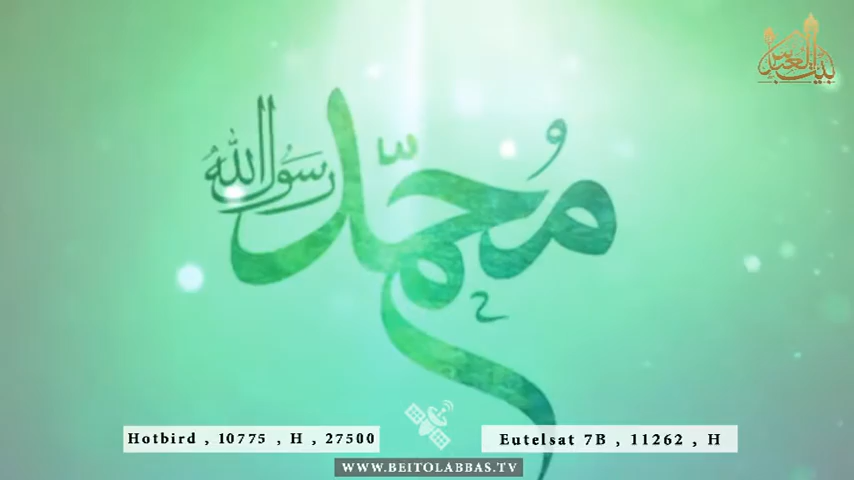 بيت العباس
محمد
رسول الله
Hotbird , 10775 , H , 27500
Eutelsat 7B , 11262 , H
WWW.BEITOLABBAS.TV